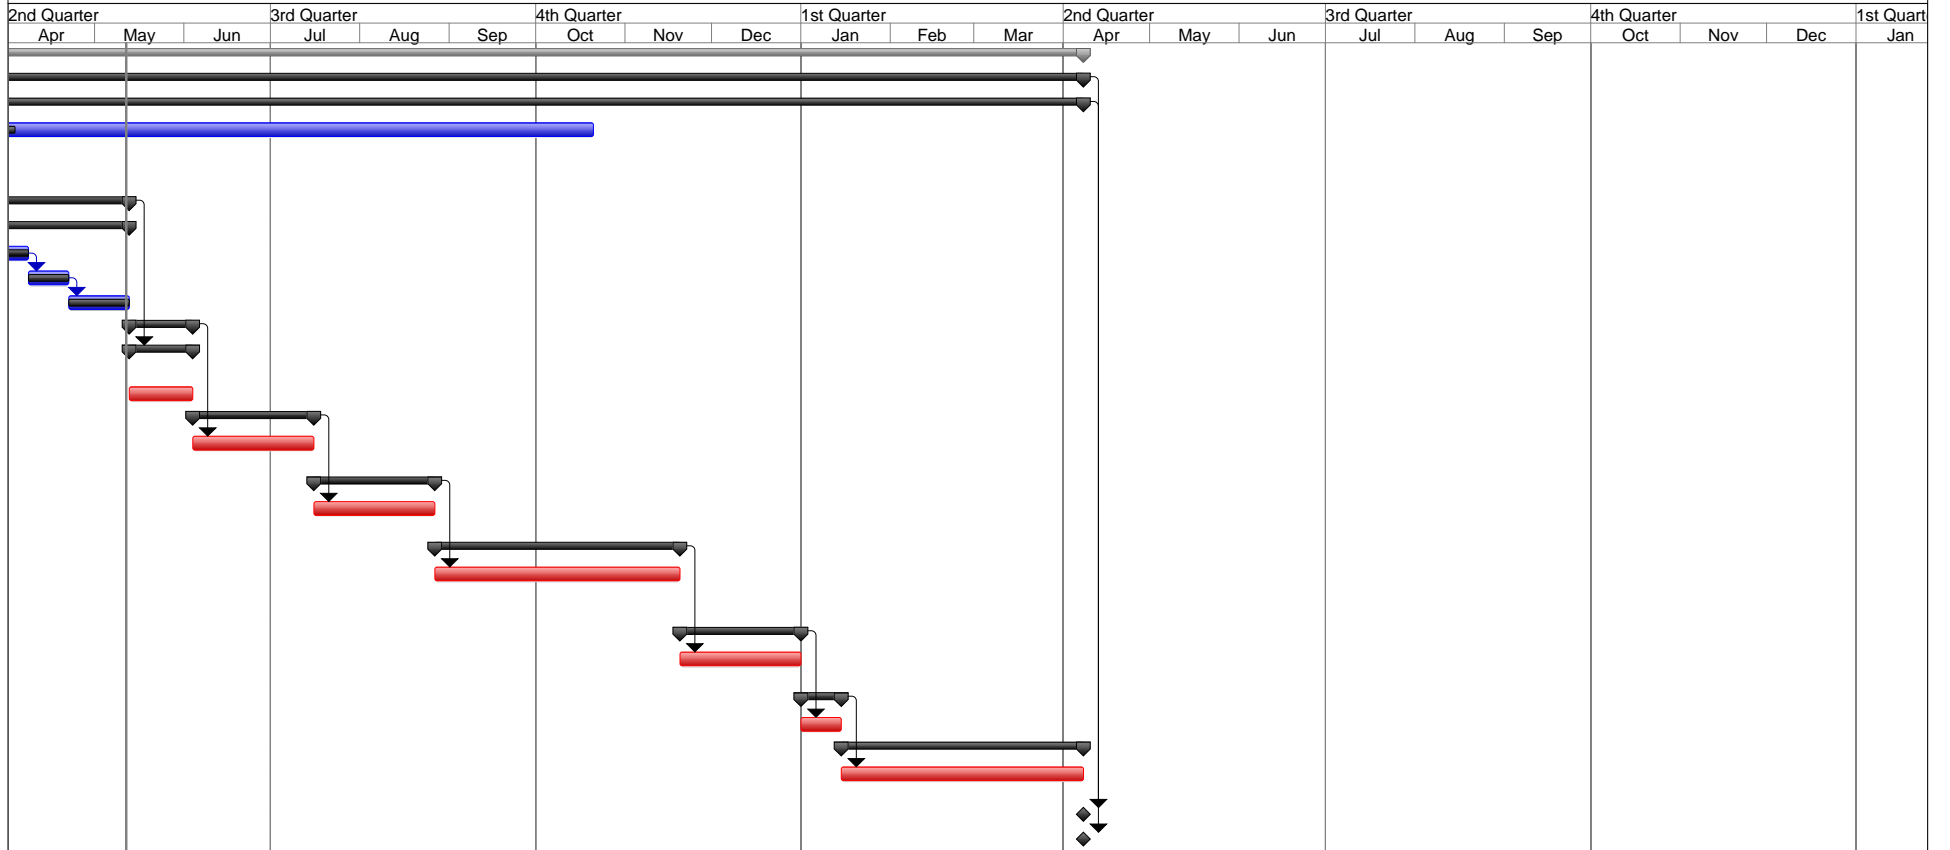 2nd Quarter 3rd Quarter 4th Quarter 1st Quarter 2nd Quarter 3rd Quarter 4th Quarter 1st Quart
Apr May Jun Jul Aug Sep Oct Nov Dec Jan Feb Mar Apr May Jun Jul Aug Sep Oct Nov Dec Jan